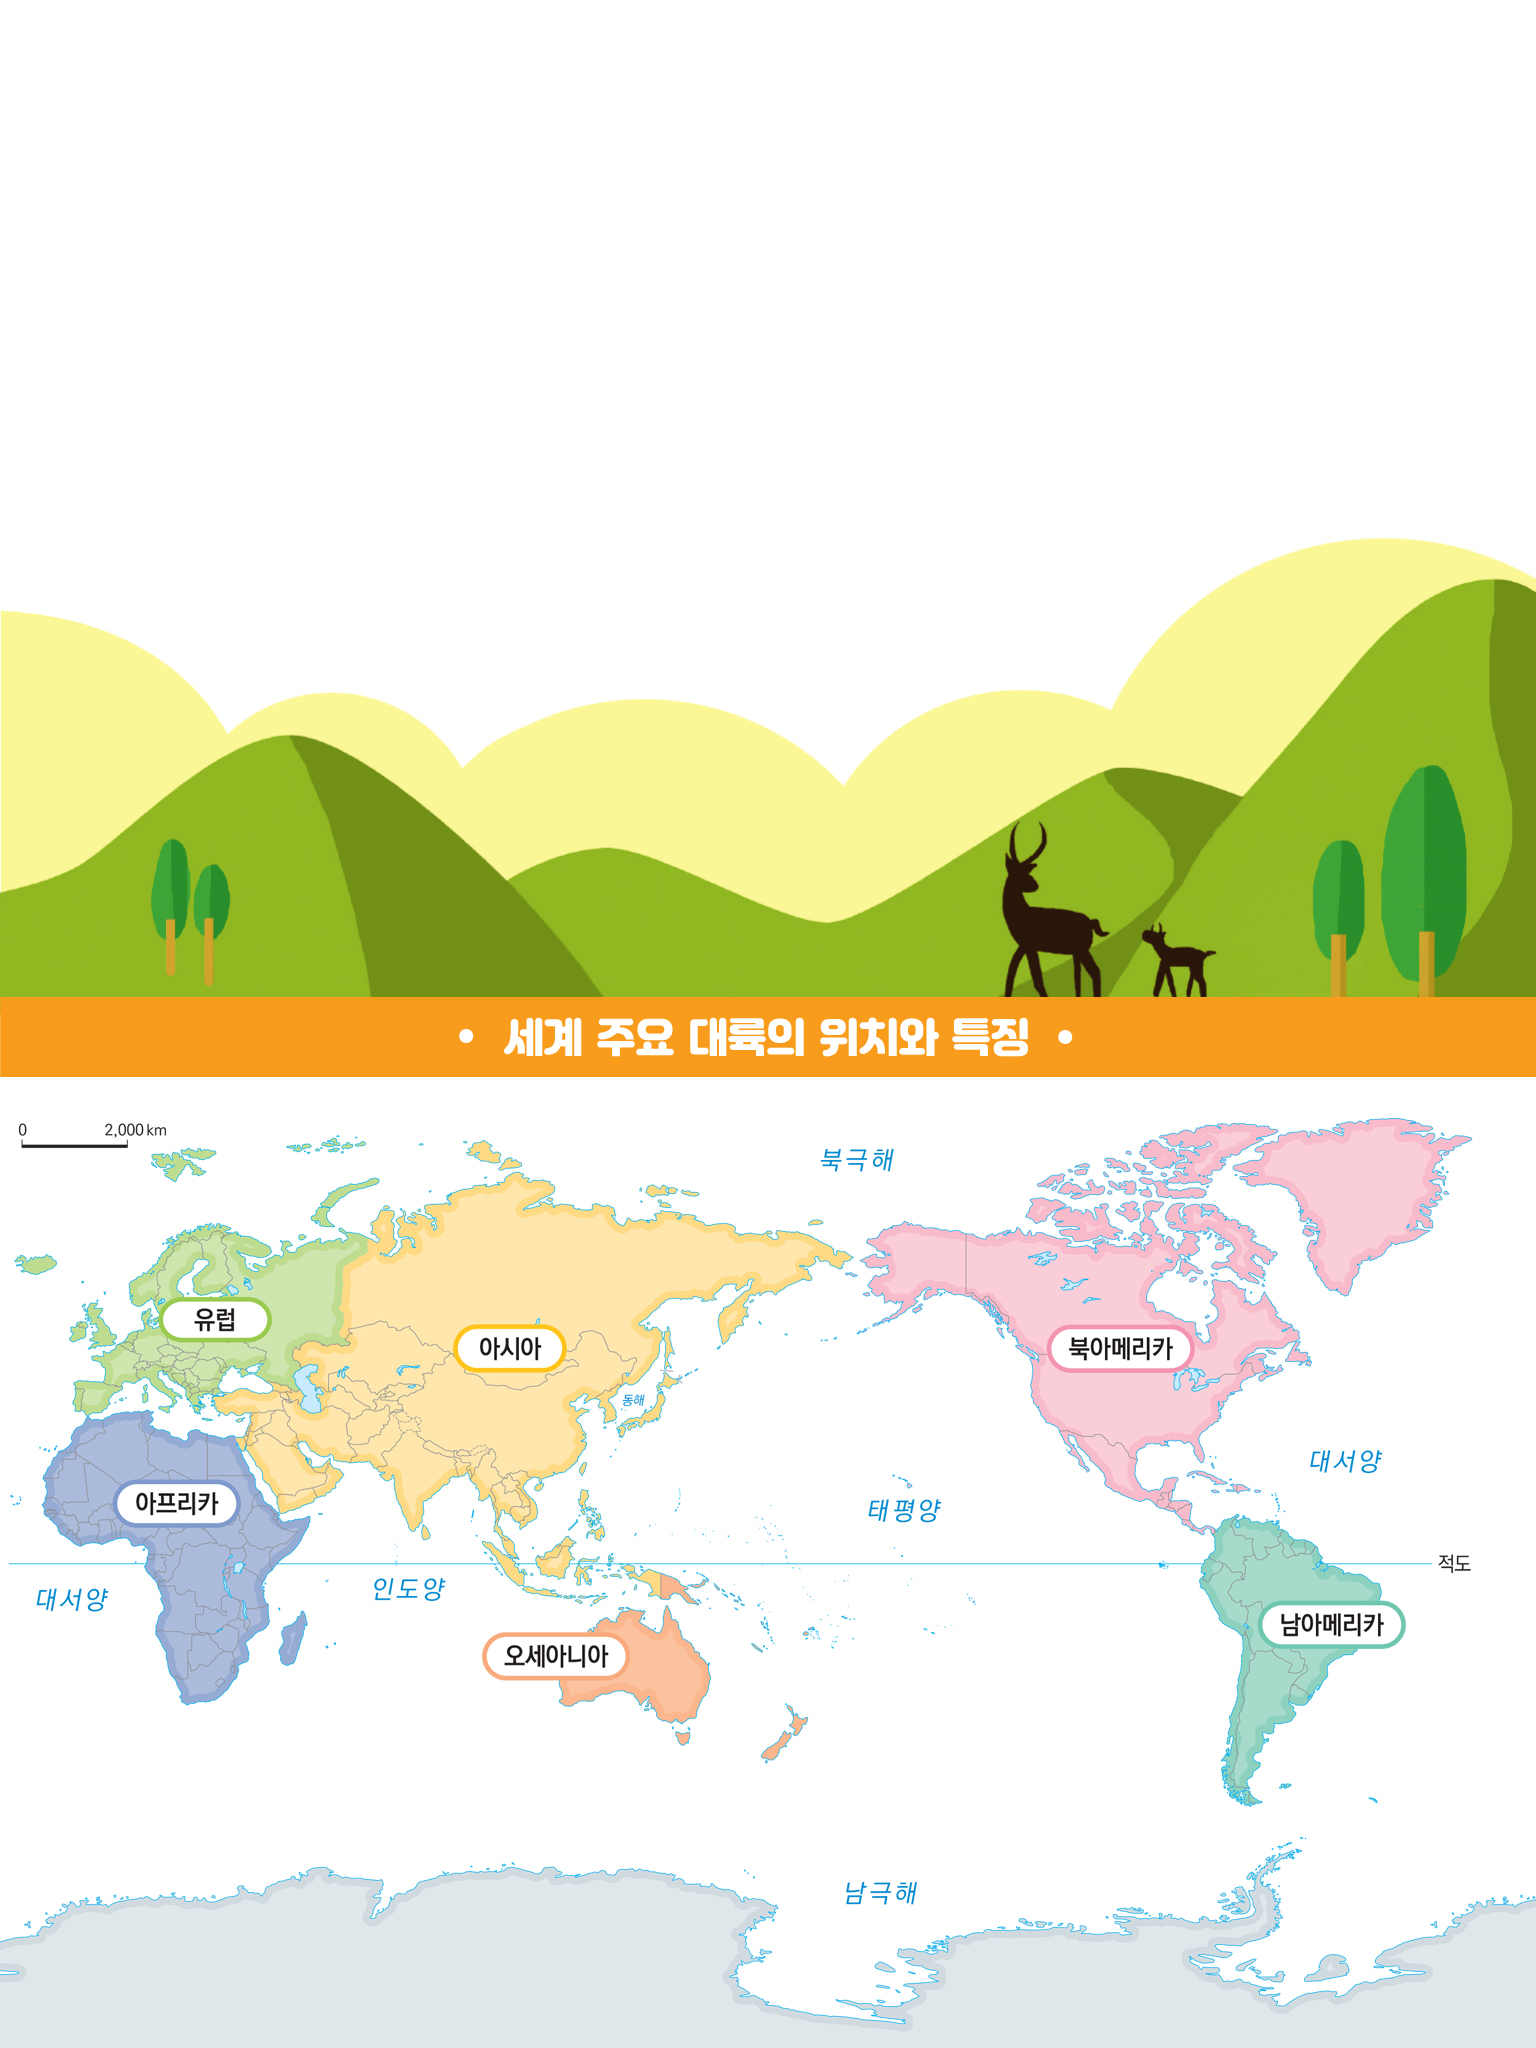 • 세계 주요 대륙의 위치와 특징 •
0 2,000 km
북극해
유럽
아시아
북아메리카
동해
대서양
아프리카
태평양
적도
대서양
인도양
남아메리카
오세아니아
남극해